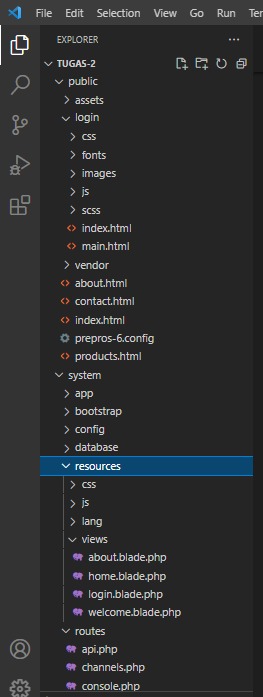 File Edit Selection View Go Run Ter
EXPLORER
TUGAS-2
public
assets
login
css
fonts
images
js
scss
index.html
main.html
vendor
about.html
contact.html
index.html
prepros-6.config
products.html
system
app
bootstrap
config
database
resources
css
js
lang
views
about.blade.php
home.blade.php
login.blade.php
welcome.blade.php
routes
api.php
channels.php
console.php